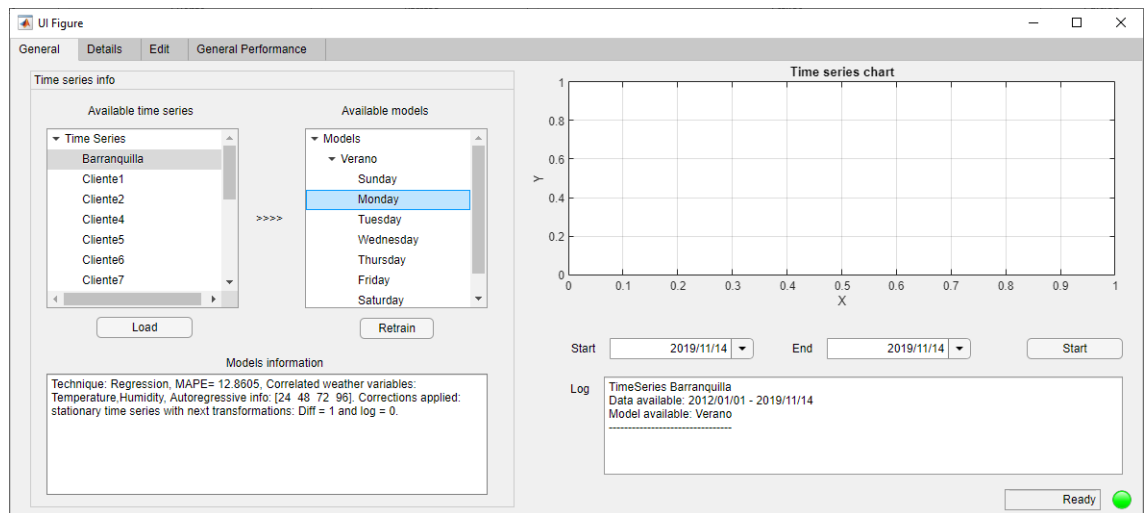 UI Figure
General Details Edit General Performance
Time series info
Available time series
Time Series
Barranquilla
Cliente1
Cliente2
Cliente4
Cliente5
Cliente6
Cliente7
Load
>>>>
Available models
Models
Verano
Sunday
Monday
Tuesday
Wednesday
Thursday
Friday
Saturday
Retrain
Models information
Technique: Regression, MAPE= 12.8605, Correlated weather variables:
Temperature,Humidity, Autoregressive info: [24  48  72  96]. Corrections applied:
stationary time series with next transformations: Diff = 1 and log = 0.
Time series chart
1
0.8
0.6
0.4
0.2
0
Y
0 0.1 0.2 0.3 0.4 0.5 0.6 0.7 0.8 0.9 1
X
Start 2019/11/14 End 2019/11/14 Start
Log
TimeSeries Barranquilla
Data available: 2012/01/01 - 2019/11/14
Model available: Verano
--------------------------------
Ready